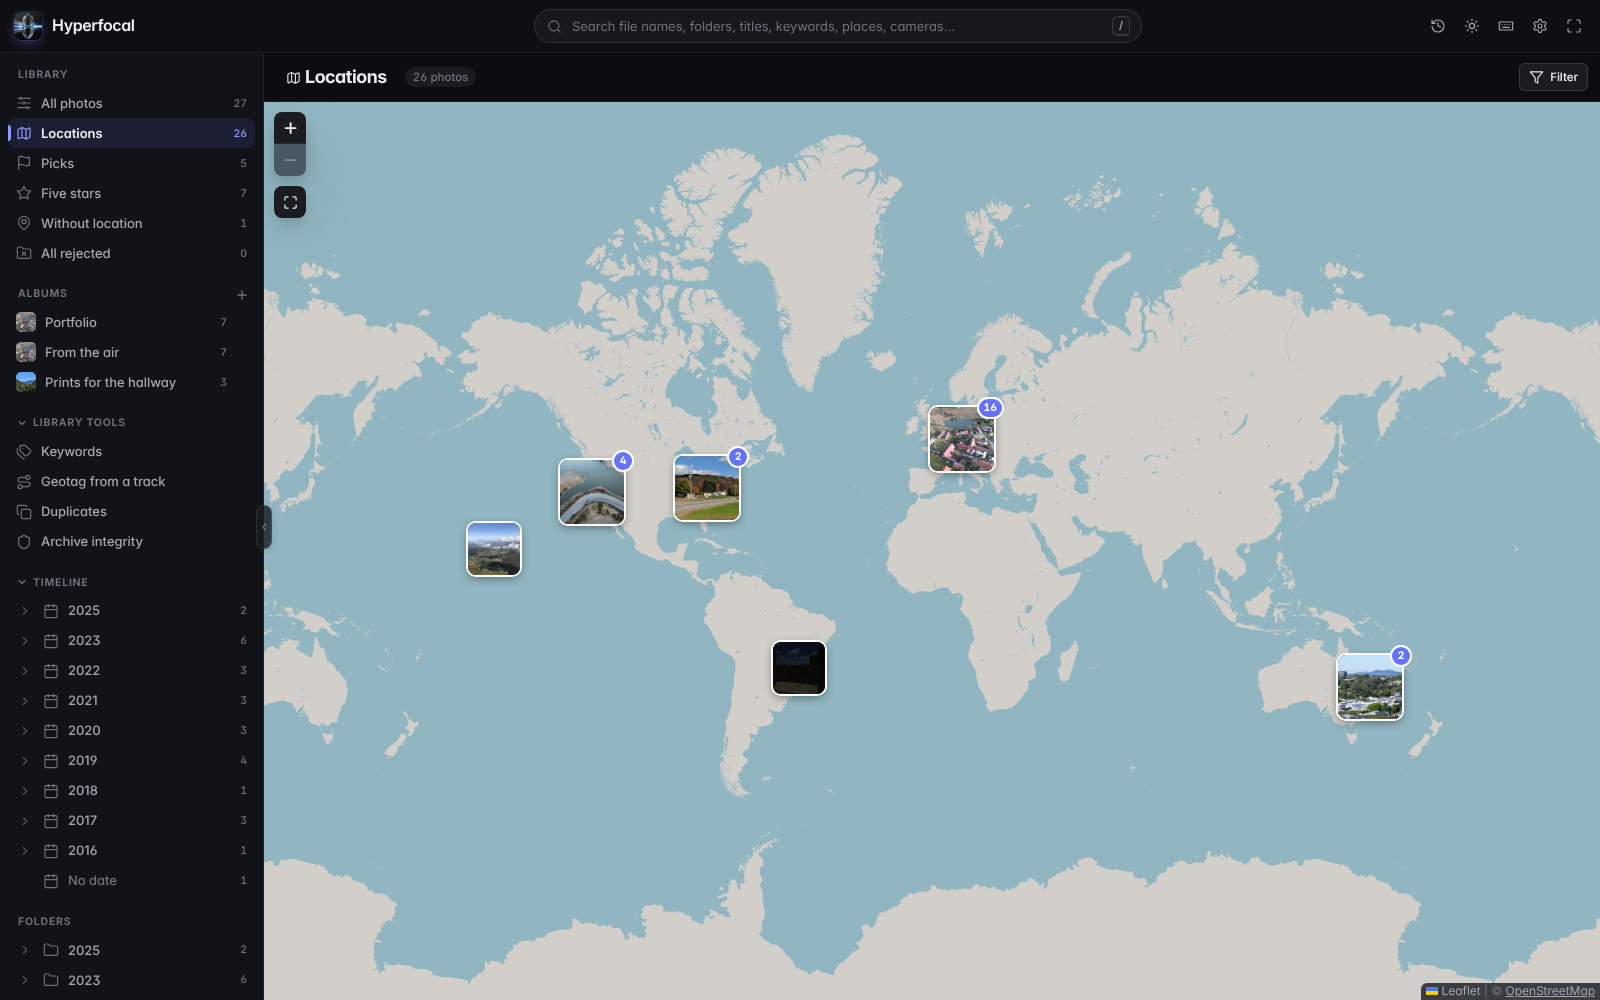 Hyperfocal
Search file names, folders, titles, keywords, places, cameras...
/
LIBRARY
All photos 27
Locations 26
Picks 5
Five stars 7
Without location 1
All rejected 0
ALBUMS
Portfolio 7
From the air 7
Prints for the hallway 3
LIBRARY TOOLS
Keywords
Geotag from a track
Duplicates
Archive integrity
TIMELINE
2025 2
2023 6
2022 3
2021 3
2020 3
2019 4
2018 1
2017 3
2016 1
No date 1
FOLDERS
2025 2
2023 6
Locations 26 photos
Filter
16
4
2
2
Leaflet | © OpenStreetMap